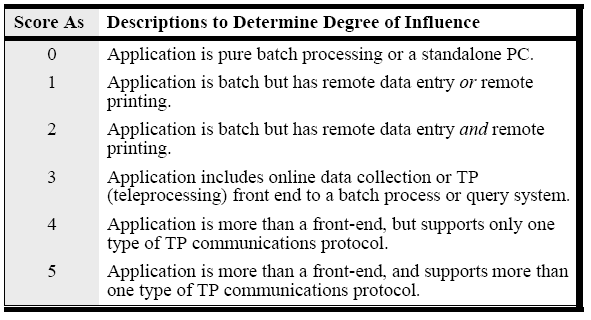 Score As Descriptions to Determine Degree of Influence
0 Application is pure batch processing or a standalone PC.
1 Application is batch but has remote data entry or remote
printing.
2 Application is batch but has remote data entry and remote
printing.
3 Application includes online data collection or TP
(teleprocessing) front end to a batch process or query system.
4 Application is more than a front-end, but supports only one
type of TP communications protocol.
5 Application is more than a front-end, and supports more than
one type of TP communications protocol.